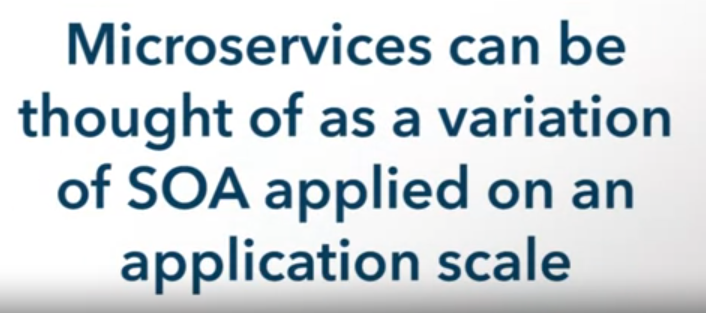 Microservices can be
thought of as a variation
of SOA applied on an
application scale